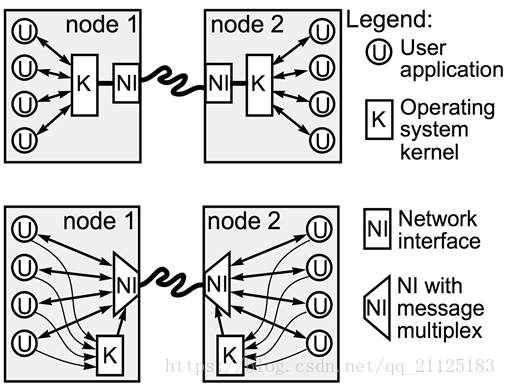 node 1
node 2
Legend:
U
U
U
U
K
NI
NI
K
U
U
U
U
U
User
application
K
Operating
system
kernel
node 1
node 2
U
U
U
U
NI
K
NI
K
U
U
U
U
NI
Network
interface
NI
NI with
message
multiplex
https://blog.csdn.net/qq_21125183